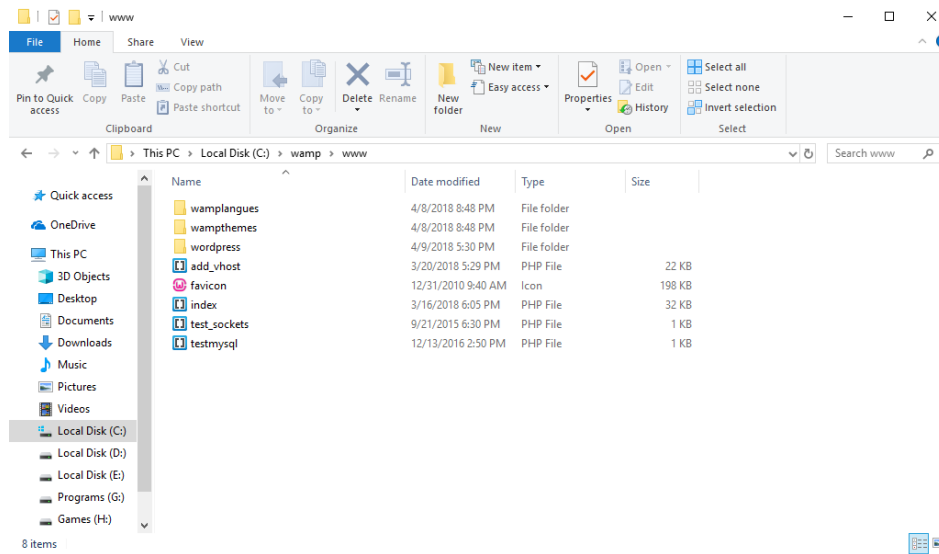 www
File Home Share View
Pin to Quick access
Copy
Paste
Cut
Copy path
Paste shortcut
Clipboard
Move to
Copy to
Delete
Rename
Organize
New folder
New item
Easy access
New
Properties
Open
Edit
History
Open
Select all
Select none
Invert selection
Select
This PC > Local Disk (C:) > wamp > www
Search www
Quick access
OneDrive
This PC
3D Objects
Desktop
Documents
Downloads
Music
Pictures
Videos
Local Disk (C:)
Local Disk (D:)
Local Disk (E:)
Programs (G:)
Games (H:)
Name Date modified Type Size
wamplangues 4/8/2018 8:48 PM File folder
wampthemes 4/8/2018 8:48 PM File folder
wordpress 4/9/2018 5:30 PM File folder
add_vhost 3/20/2018 5:29 PM PHP File 22 KB
favicon 12/31/2010 9:40 AM Icon 198 KB
index 3/16/2018 6:05 PM PHP File 32 KB
test_sockets 9/21/2015 6:30 PM PHP File 1 KB
testmysql 12/13/2016 2:50 PM PHP File 1 KB
8 items